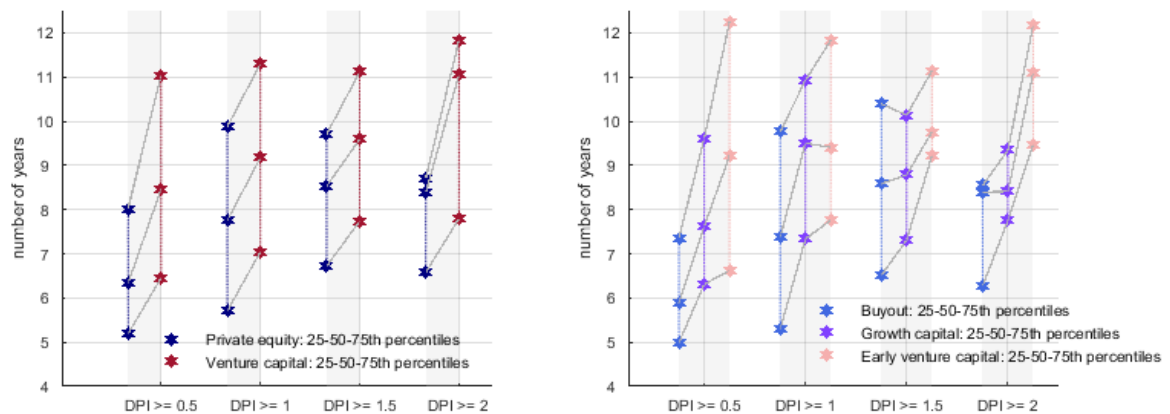 12
11
10
9
8
7
6
5
4
number of years
Private equity: 25-50-75th percentiles
Venture capital: 25-50-75th percentiles
DPI >= 0.5
DPI >= 1
DPI >= 1.5
DPI >= 2
12
11
10
9
8
7
6
5
4
number of years
Buyout: 25-50-75th percentiles
Growth capital: 25-50-75th percentiles
Early venture capital: 25-50-75th percentiles
DPI >= 0.5
DPI >= 1
DPI >= 1.5
DPI >= 2